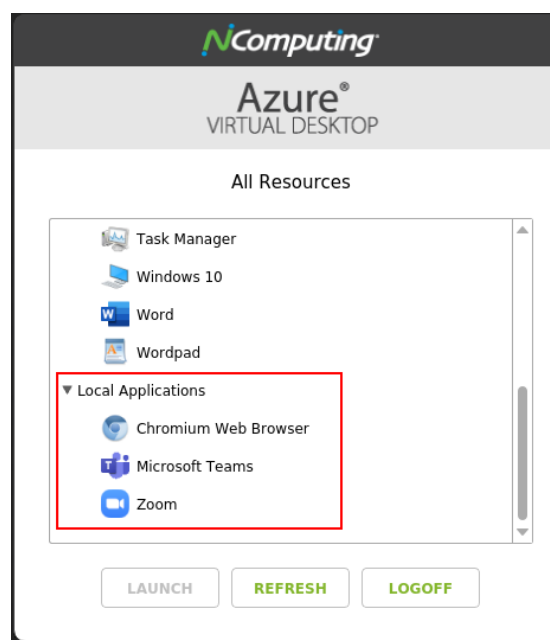 NComputing
Azure®
VIRTUAL DESKTOP
All Resources
Task Manager
Windows 10
Word
Wordpad
Local Applications
Chromium Web Browser
Microsoft Teams
Zoom
LAUNCH REFRESH LOGOFF